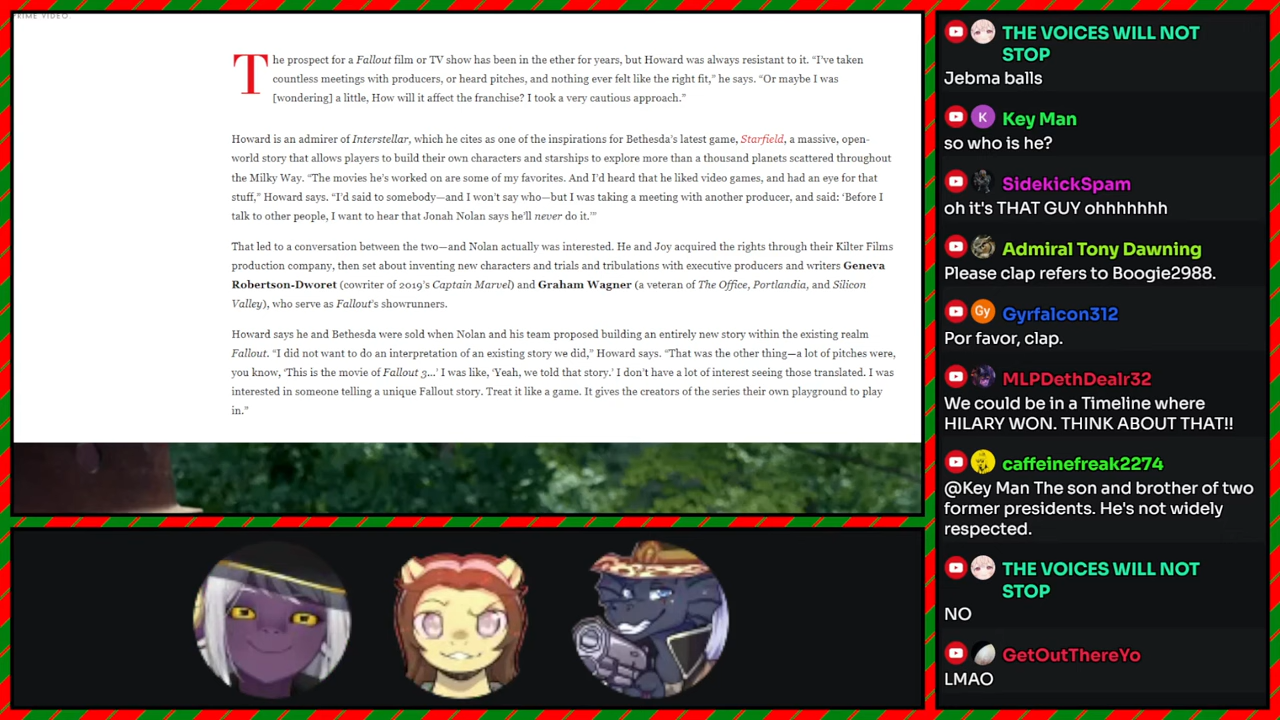 PRIME VIDEO
The prospect for a Fallout film or TV show has been in the ether for years, but Howard was always resistant to it. “I've taken
countless meetings with producers, or heard pitches, and nothing ever felt like the right fit,” he says. “Or maybe I was
[wondering] a little, How will it affect the franchise? I took a very cautious approach.”
Howard is an admirer of Interstellar, which he cites as one of the inspirations for Bethesda's latest game, Starfield, a massive, open-
world story that allows players to build their own characters and starships to explore more than a thousand planets scattered throughout
the Milky Way. “The movies he's worked on are some of my favorites. And I'd heard that he liked video games, and had an eye for that
stuff,” Howard says. “I'd said to somebody—and I won't say who—but I was taking a meeting with another producer, and said: ‘Before I
talk to other people, I want to hear that Jonah Nolan says he'll never do it.’”
That led to a conversation between the two—and Nolan actually was interested. He and Joy acquired the rights through their Kilter Films
production company, then set about inventing new characters and trials and tribulations with executive producers and writers Geneva
Robertson-Dworet (cowriter of 2019's Captain Marvel) and Graham Wagner (a veteran of The Office, Portlandia, and Silicon
Valley), who serve as Fallout's showrunners.
Howard says he and Bethesda were sold when Nolan and his team proposed building an entirely new story within the existing realm
Fallout. “I did not want to do an interpretation of an existing story we did,” Howard says. “That was the other thing—a lot of pitches were,
you know, ‘This is the movie of Fallout 3...’ I was like, ‘Yeah, we told that story.’ I don't have a lot of interest seeing those translated. I was
interested in someone telling a unique Fallout story. Treat it like a game. It gives the creators of the series their own playground to play
in.”
THE VOICES WILL NOT
STOP
Jebma balls
K Key Man
so who is he?
SidekickSpam
oh it's THAT GUY ohhhhhhh
Admiral Tony Dawning
Please clap refers to Boogie2988.
Gy Gyrfalcon312
Por favor, clap.
MLPDethDealr32
We could be in a Timeline where
HILARY WON. THINK ABOUT THAT!!
caffeinefreak2274
@Key Man The son and brother of two
former presidents. He's not widely
respected.
THE VOICES WILL NOT
STOP
NO
GetOutThereYo
LMAO